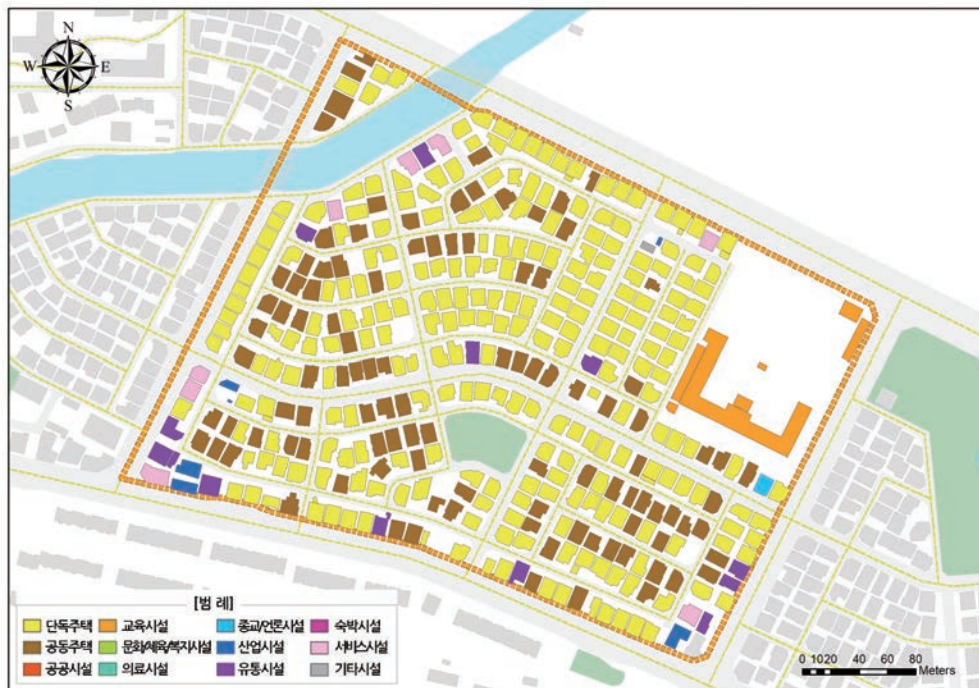 N
W E
S
[범 례]
단독주택 교육시설 종교/언론시설 숙박시설
공동주택 문화/체육/복지시설 산업시설 서비스시설
공공시설 의료시설 유통시설 기타시설
0 1020 40 60 80
Meters